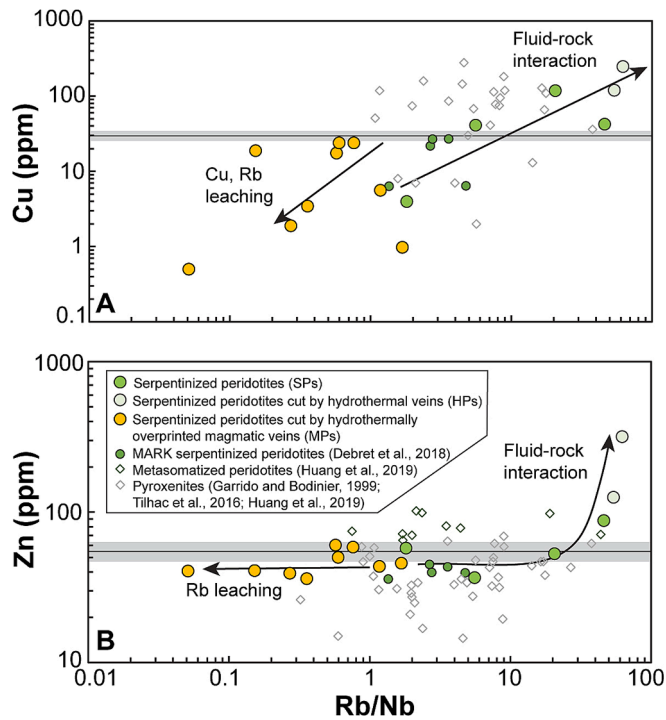 1000
100
10
1
0.1
Cu (ppm)
Fluid-rock
interaction
Cu, Rb
leaching
A
1000
100
10
Zn (ppm)
Serpentinized peridotites (SPs)
Serpentinized peridotites cut by hydrothermal veins (HPs)
Serpentinized peridotites cut by hydrothermally
overprinted magmatic veins (MPs)
MARK serpentinized peridotites (Debret et al., 2018)
Metasomatized peridotites (Huang et al., 2019)
Pyroxenites (Garrido and Bodinier, 1999;
Tilhac et al., 2016; Huang et al., 2019)
Fluid-rock
interaction
Rb leaching
B
0.01
0.1
1
10
100
Rb/Nb